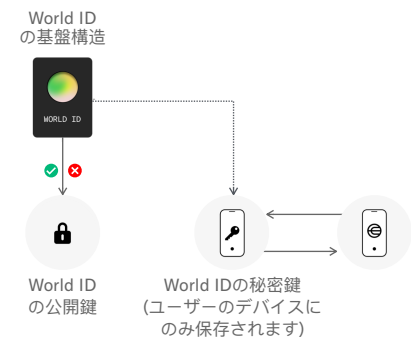 World ID
の基盤構造
WORLD ID
World ID
の公開鍵
World IDの秘密鍵
(ユーザーのデバイスに
のみ保存されます)